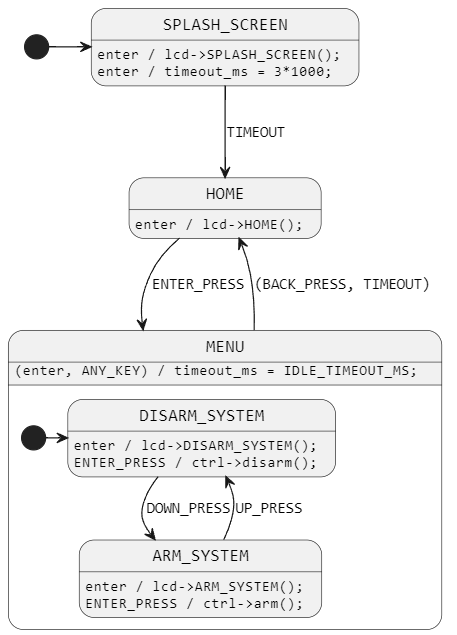 SPLASH_SCREEN
enter / lcd->SPLASH_SCREEN();
enter / timeout_ms = 3*1000;
TIMEOUT
HOME
enter / lcd->HOME();
ENTER_PRESS
(BACK_PRESS, TIMEOUT)
MENU
(enter, ANY_KEY) / timeout_ms = IDLE_TIMEOUT_MS;
DISARM_SYSTEM
enter / lcd->DISARM_SYSTEM();
ENTER_PRESS / ctrl->disarm();
DOWN_PRESS
UP_PRESS
ARM_SYSTEM
enter / lcd->ARM_SYSTEM();
ENTER_PRESS / ctrl->arm();